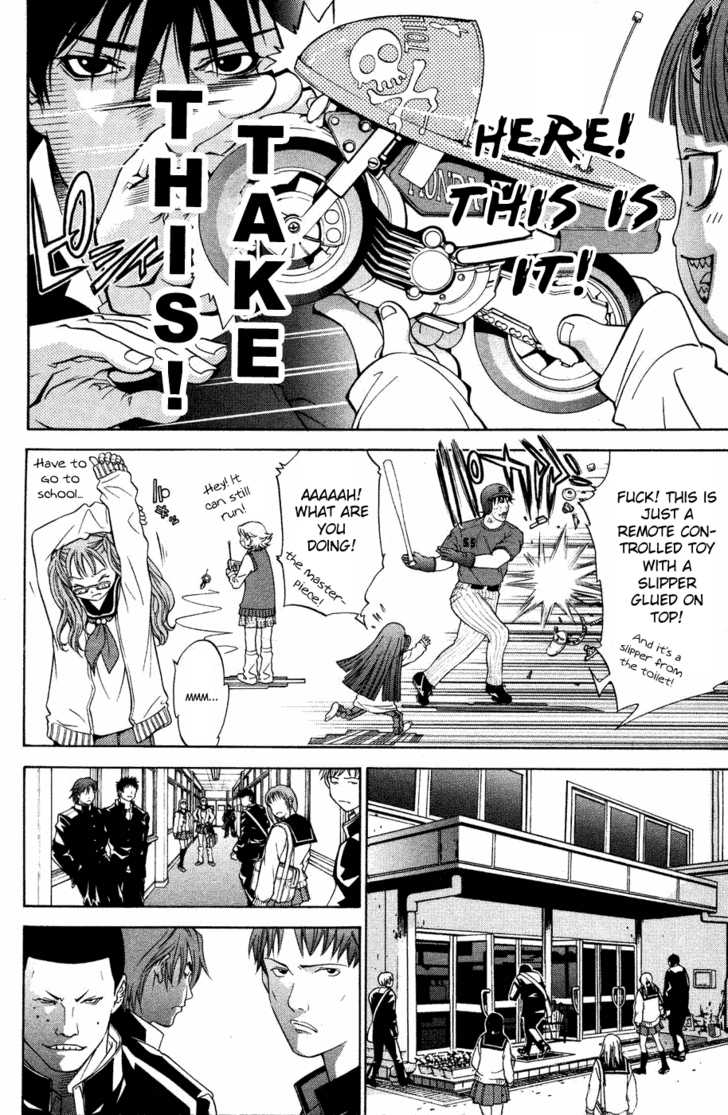 HERE!
THIS IS
IT!
TAKE
THIS!
FUCK! THIS IS
JUST A
REMOTE CON-
TROLLED TOY
WITH A
SLIPPER
GLUED ON
TOP!
And it's a
slipper from
the toilet!
AAAAAH!
WHAT ARE
YOU
DOING!
the master-
piece!
Hey! It
can still
run!
Have to
go to
school...
MMM...